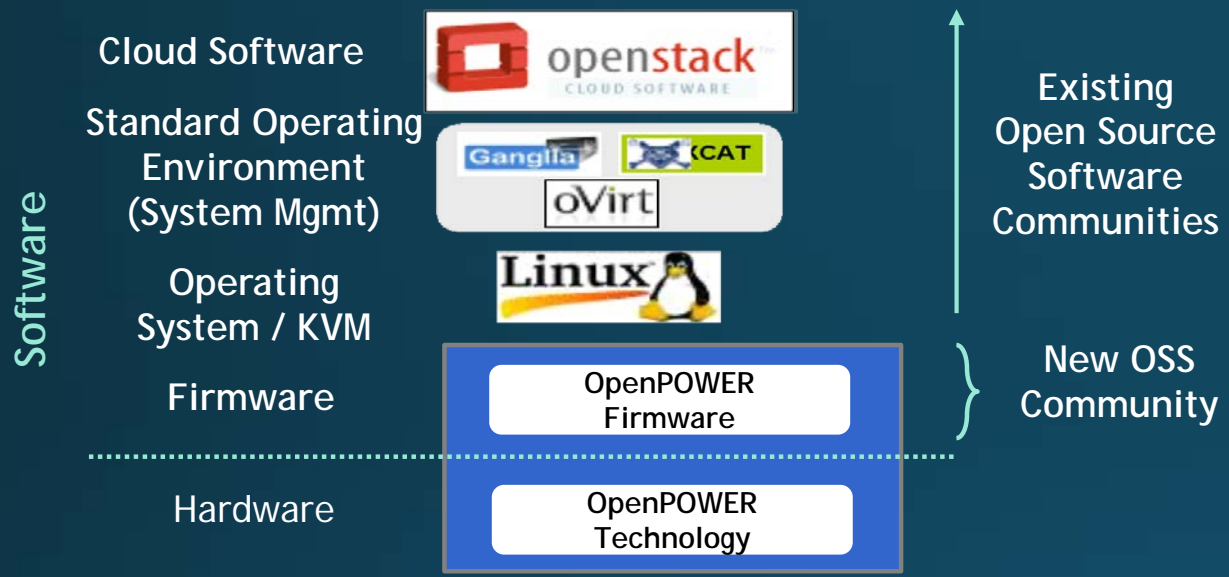 Software
Cloud Software
openstack™
CLOUD SOFTWARE
Standard Operating
Environment
(System Mgmt)
Ganglia
XCAT
oVirt
Operating
System / KVM
Linux
Firmware
OpenPOWER
Firmware
Hardware
OpenPOWER
Technology
Existing
Open Source
Software
Communities
New OSS
Community